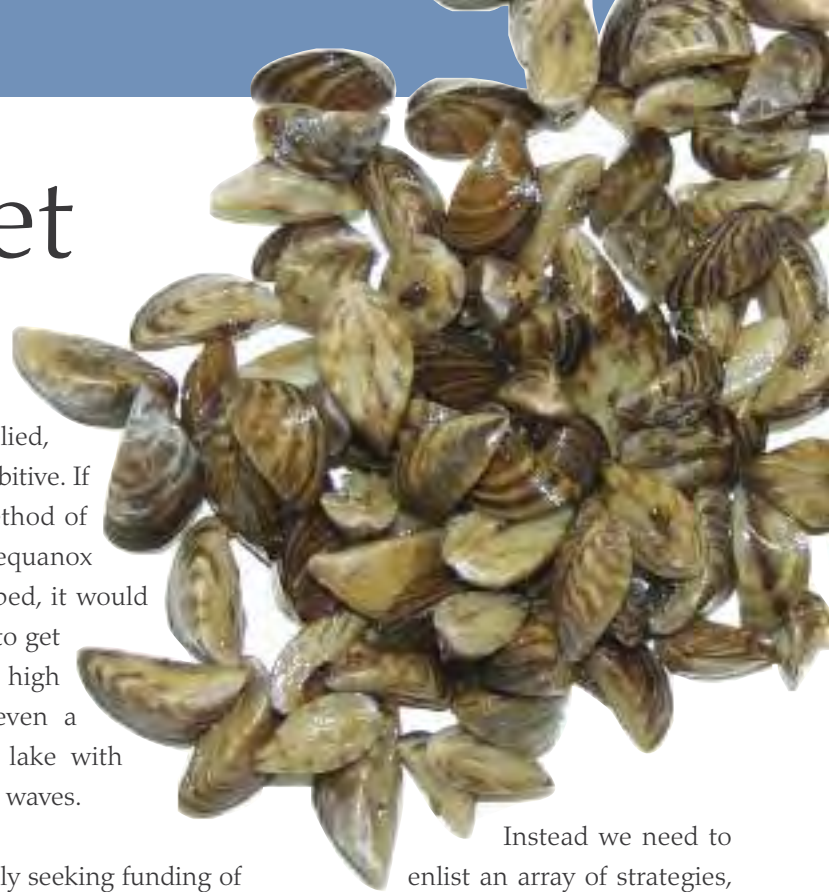 et
lied,
bitive. If
thod of
equanox
ped, it would
to get
high
even a
lake with
waves.
ly seeking funding of
Instead we need to
enlist an array of strategies,